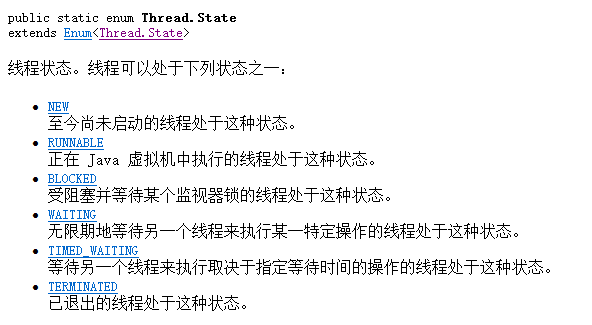 public static enum Thread.State
extends Enum<Thread.State>
线程状态。线程可以处于下列状态之一：
NEW
至今尚未启动的线程处于这种状态。
RUNNABLE
正在 Java 虚拟机中执行的线程处于这种状态。
BLOCKED
受阻塞并等待某个监视器锁的线程处于这种状态。
WAITING
无限期地等待另一个线程来执行某一特定操作的线程处于这种状态。
TIMED_WAITING
等待另一个线程来执行取决于指定等待时间的操作的线程处于这种状态。
TERMINATED
已退出的线程处于这种状态。